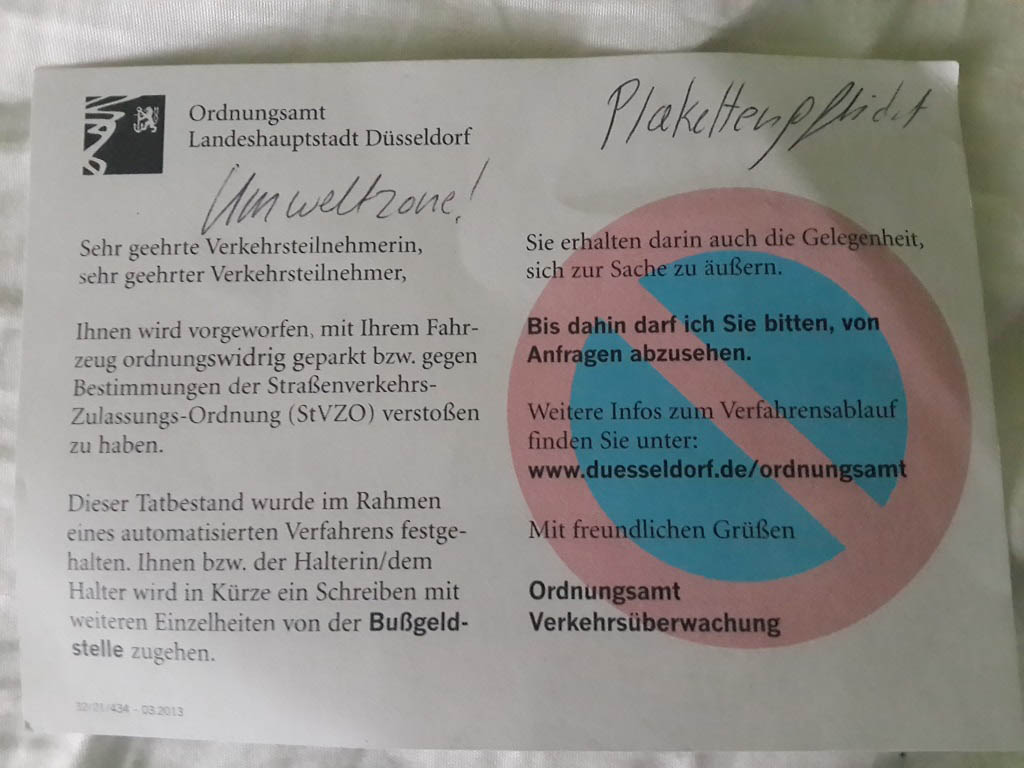 Ordnungsamt
Landeshauptstadt Düsseldorf
Plakettenpflicht
Umweltzone!
Sehr geehrte Verkehrsteilnehmerin,
sehr geehrter Verkehrsteilnehmer,
Ihnen wird vorgeworfen, mit Ihrem Fahr-
zeug ordnungswidrig geparkt bzw. gegen
Bestimmungen der Straßenverkehrs-
Zulassungs-Ordnung (StVZO) verstoßen
zu haben.
Dieser Tatbestand wurde im Rahmen
eines automatisierten Verfahrens festge-
halten. Ihnen bzw. der Halterin/dem
Halter wird in Kürze ein Schreiben mit
weiteren Einzelheiten von der Bußgeld-
stelle zugehen.
32/21/434 - 03.2013
Sie erhalten darin auch die Gelegenheit,
sich zur Sache zu äußern.
Bis dahin darf ich Sie bitten, von
Anfragen abzusehen.
Weitere Infos zum Verfahrensablauf
finden Sie unter:
www.duesseldorf.de/ordnungsamt
Mit freundlichen Grüßen
Ordnungsamt
Verkehrsüberwachung